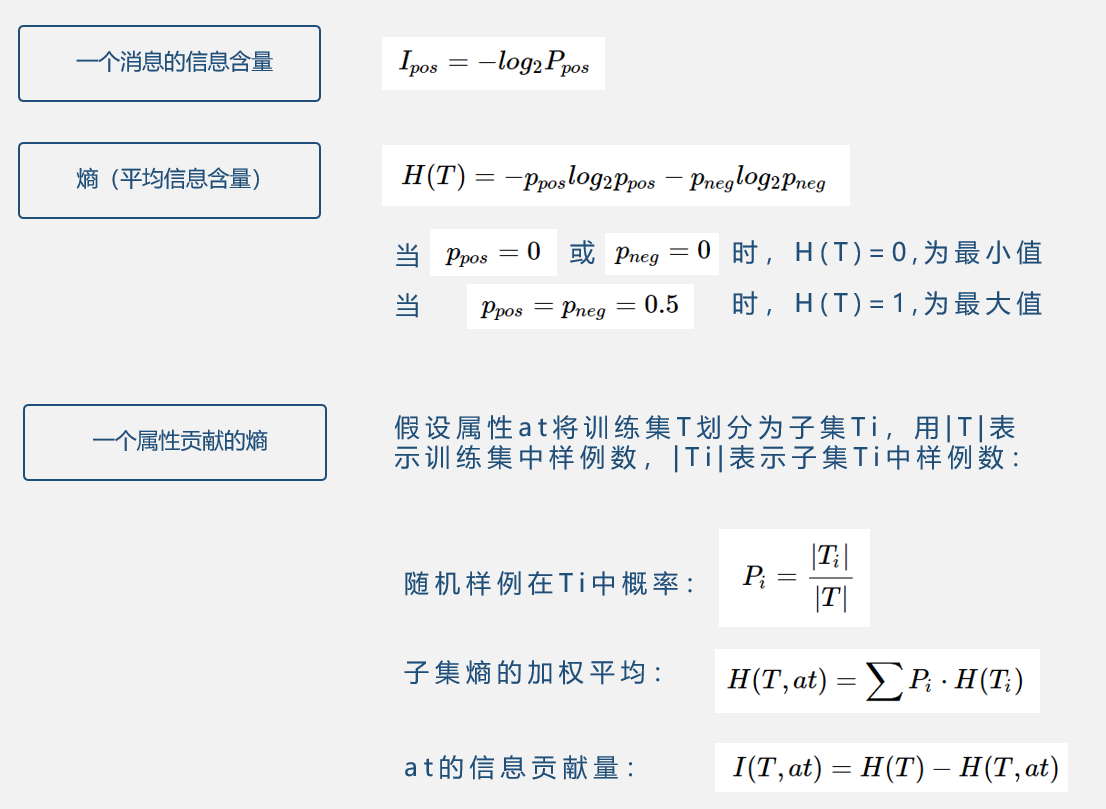 一个消息的信息含量 I_{pos} = -log_2P_{pos}
熵（平均信息含量） H(T) = -p_{pos}log_2p_{pos} - p_{neg}log_2p_{neg}
当 p_{pos} = 0 或 p_{neg} = 0 时，H(T)=0,为最小值
当 p_{pos} = p_{neg} = 0.5 时，H(T)=1,为最大值
一个属性贡献的熵
假设属性at将训练集T划分为子集Ti，用|T|表
示训练集中样例数，|Ti|表示子集Ti中样例数：
随机样例在Ti中概率： P_i = \frac{|T_i|}{|T|}
子集熵的加权平均： H(T, at) = \sum P_i \cdot H(T_i)
at的信息贡献量： I(T, at) = H(T) - H(T, at)